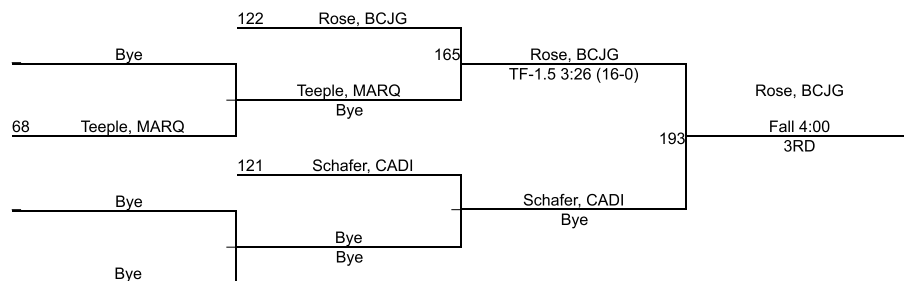 122 Rose, BCJG
Bye
165 Rose, BCJG
TF-1.5 3:26 (16-0)
Teeple, MARQ
Bye
Rose, BCJG
68 Teeple, MARQ
193 Fall 4:00
3RD
121 Schafer, CADI
Bye
Schafer, CADI
Bye
Bye
Bye
Bye